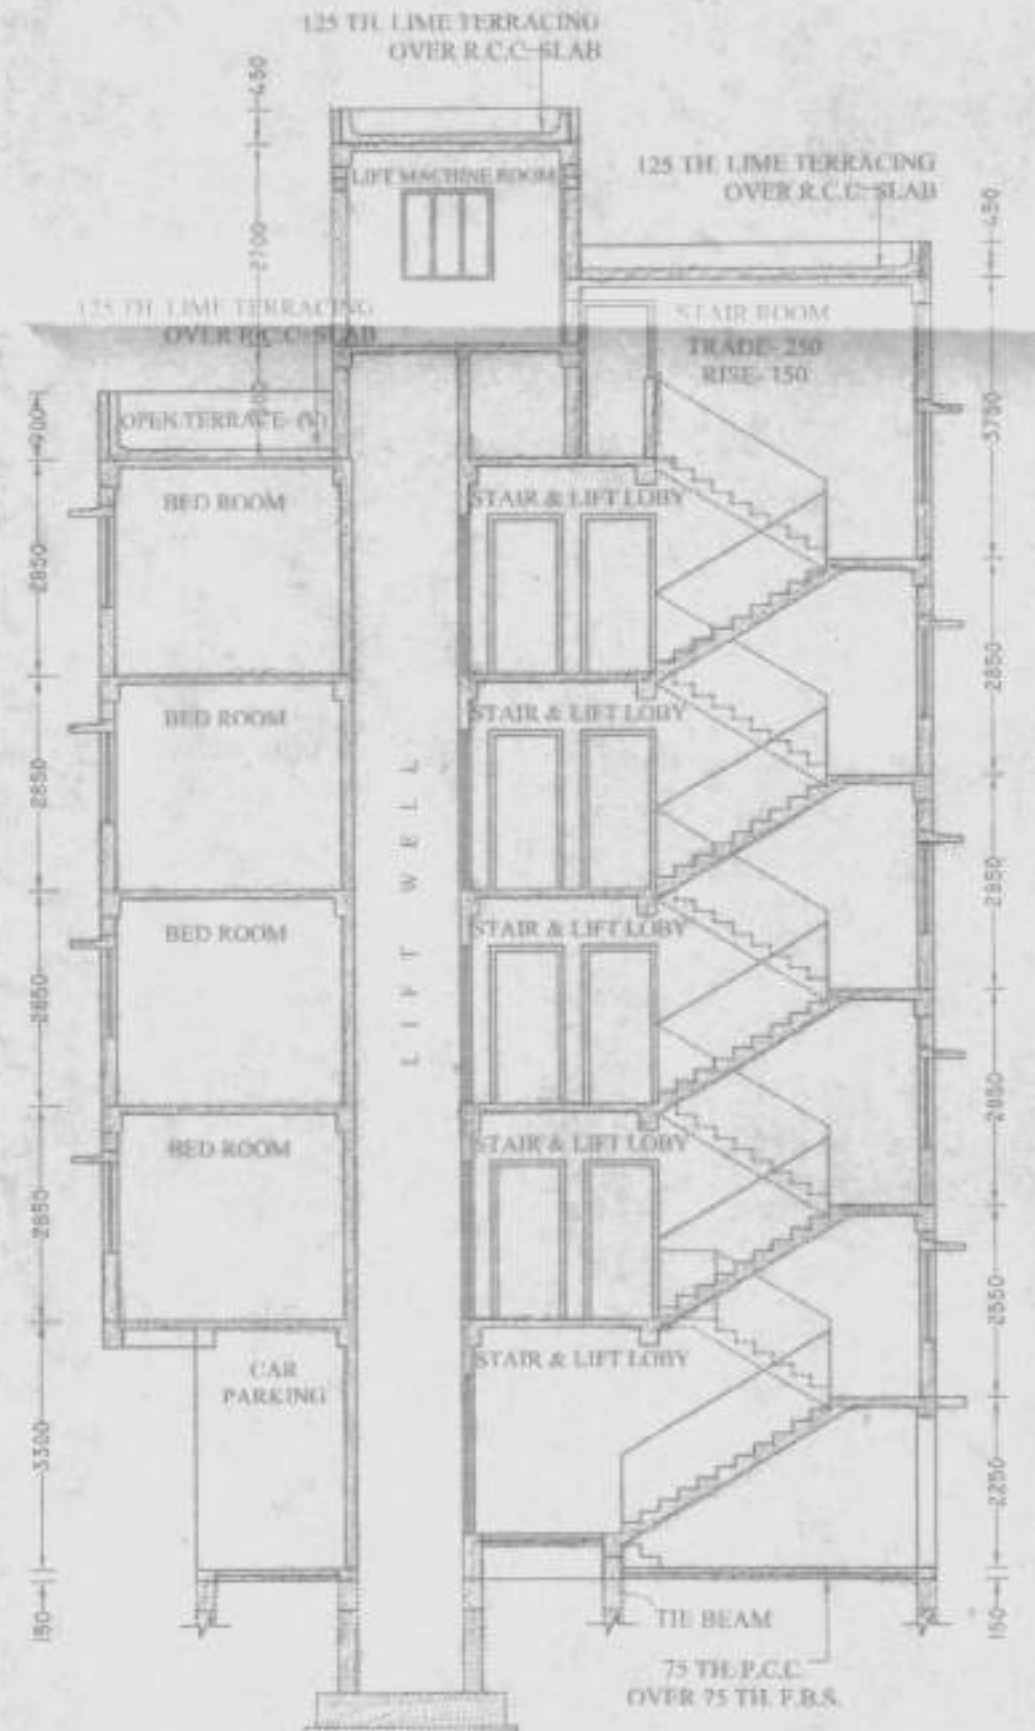 125 TH. LIME TERRACING
OVER R.C.C. SLAB
450
LIFT MACHINE ROOM
125 TH. LIME TERRACING
OVER R.C.C. SLAB
450
2700
125 TH. LIME TERRACING
OVER R.C.C. SLAB
STAIR ROOM
TRADE- 250
RISE- 150
OPEN TERRACE
900
3750
BED ROOM
STAIR & LIFT LOBY
2850
2850
BED ROOM
STAIR & LIFT LOBY
2850
2850
LIFT WELL
BED ROOM
STAIR & LIFT LOBY
2850
2850
BED ROOM
STAIR & LIFT LOBY
2850
2550
CAR
PARKING
STAIR & LIFT LOBY
3300
2250
150
150
TIE BEAM
75 TH. P.C.C.
OVER 75 TH. F.B.S.